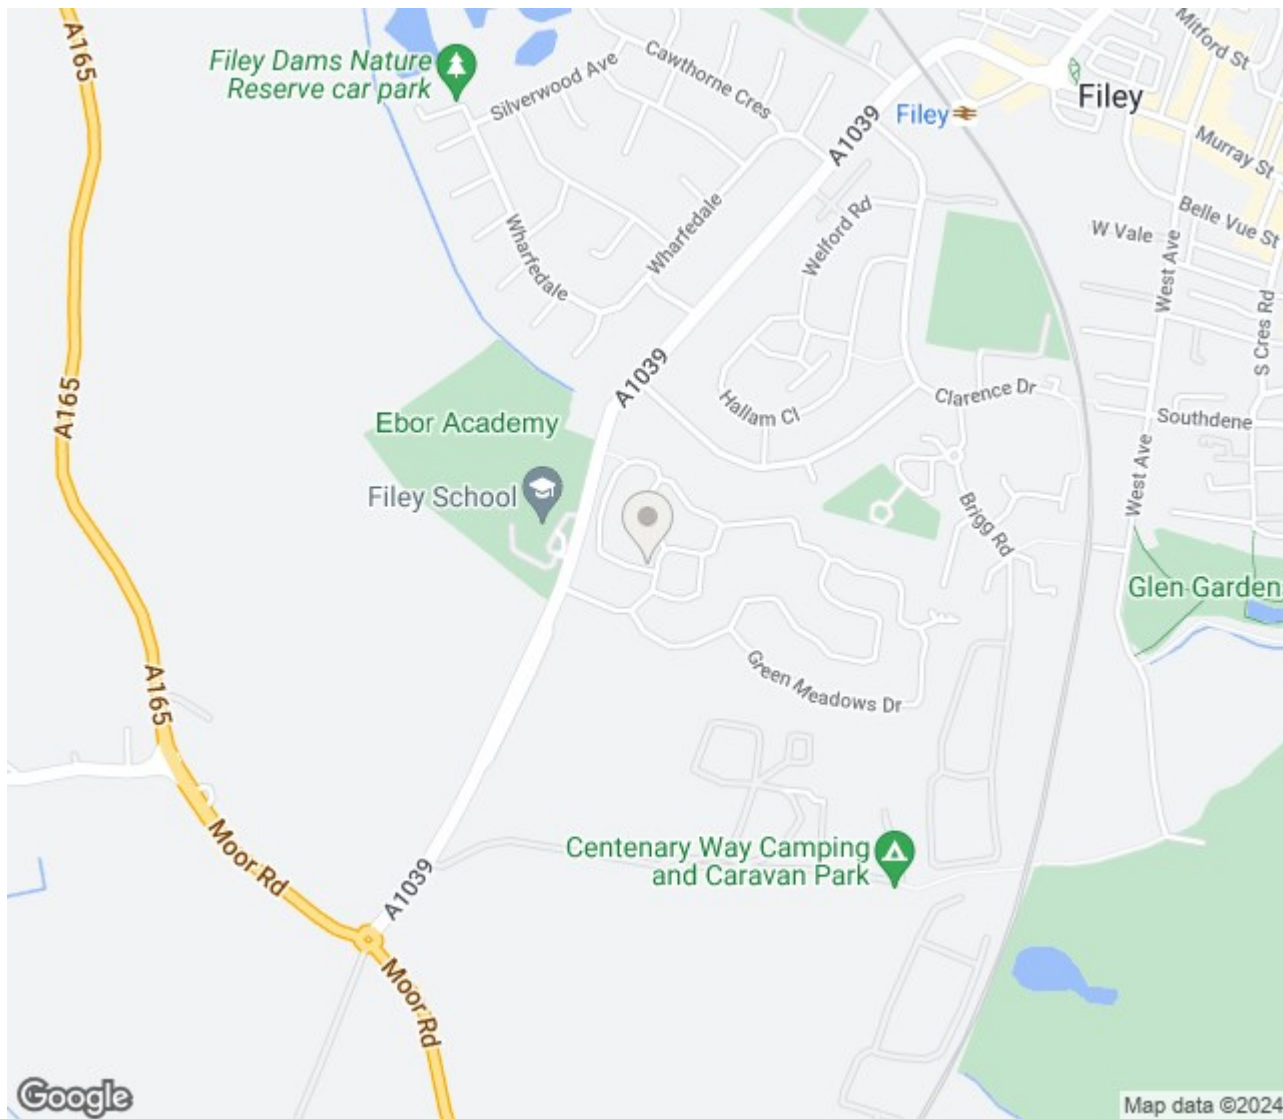 A165
Filey Dams Nature
Reserve car park
Silverwood Ave
Cawthorne Cres
Mitford St
Filey
Filey
A1039
Murray St
Wharfedale
Wharfedale
Welford Rd
Belle Vue St
W Vale
West Ave
S Cres Rd
A1039
A165
Hallam Cl
Clarence Dr
Southdene
Ebor Academy
Filey School
West Ave
Brigg Rd
Glen Garden
Green Meadows Dr
A165
Centenary Way Camping
and Caravan Park
Moor Rd
A1039
Moor Rd
Google
Map data ©2024